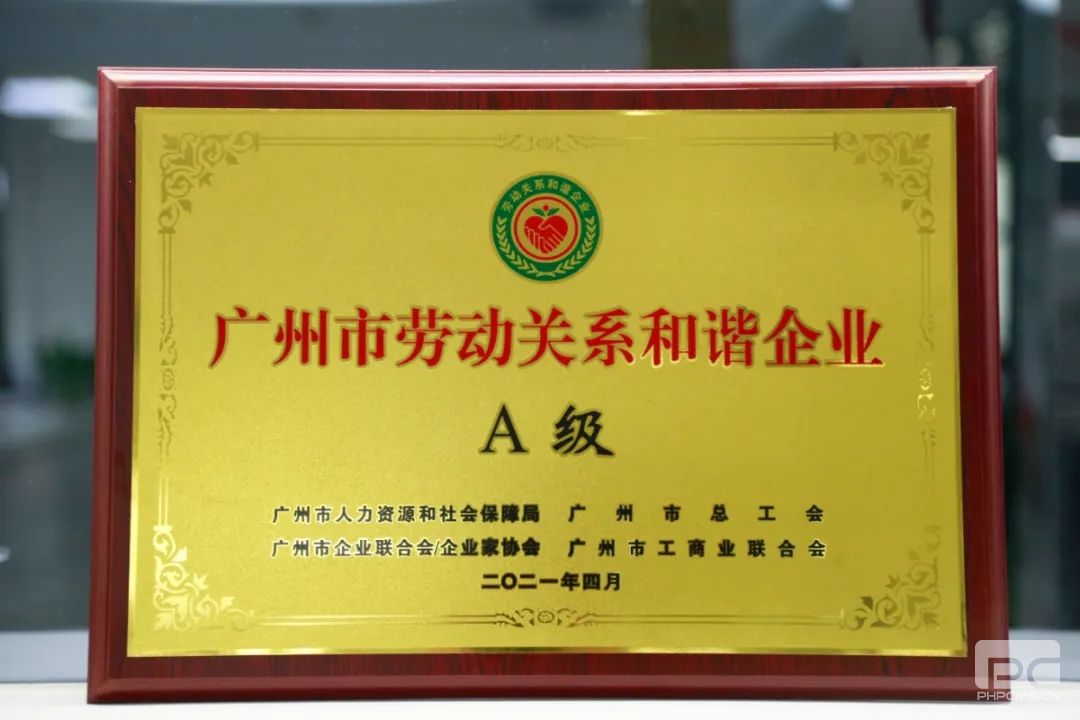 劳动关系和谐企业
广州市劳动关系和谐企业
A 级
广州市人力资源和社会保障局 广州市总工会
广州市企业联合会/企业家协会 广州市工商业联合会
二〇二一年四月
PC
PHPCMS.CN